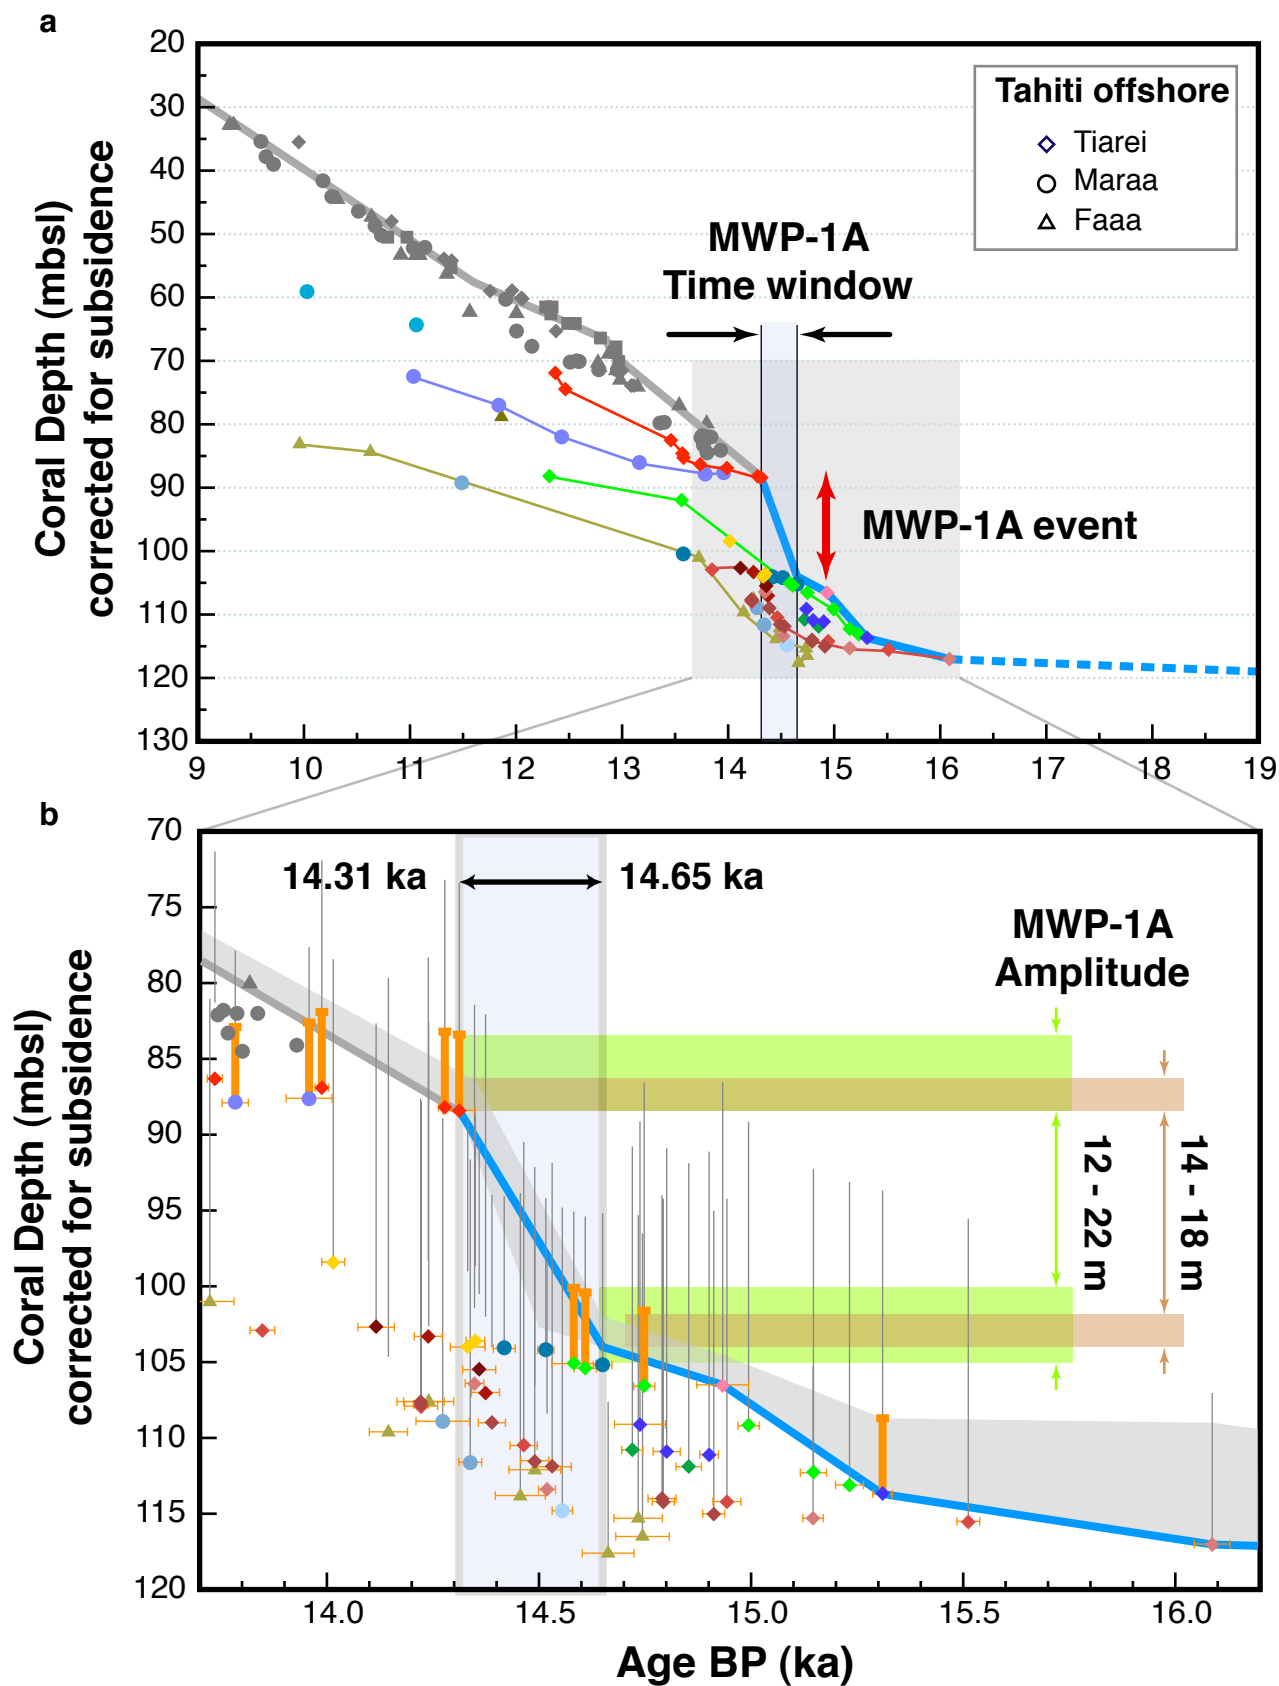 a
20
30
40
50
60
70
80
90
100
110
120
130
Coral Depth (mbsl)
corrected for subsidence
Tahiti offshore
Tiarei
Maraa
Faaa
MWP-1A
Time window
MWP-1A event
9 10 11 12 13 14 15 16 17 18 19
b
70
75
80
85
90
95
100
105
110
115
120
Coral Depth (mbsl)
corrected for subsidence
14.31 ka
14.65 ka
MWP-1A
Amplitude
12 - 22 m
14 - 18 m
14.0 14.5 15.0 15.5 16.0
Age BP (ka)